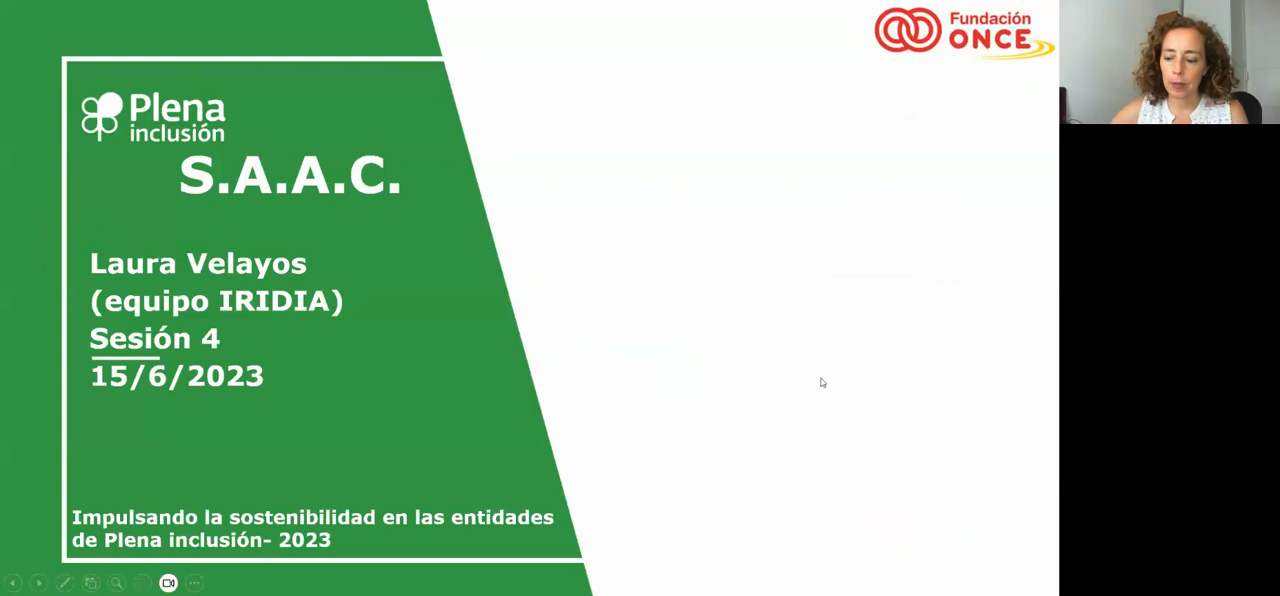 Fundación
ONCE
Plena
inclusión
S.A.A.C.
Laura Velayos
(equipo IRIDIA)
Sesión 4
15/6/2023
Impulsando la sostenibilidad en las entidades
de Plena inclusión- 2023